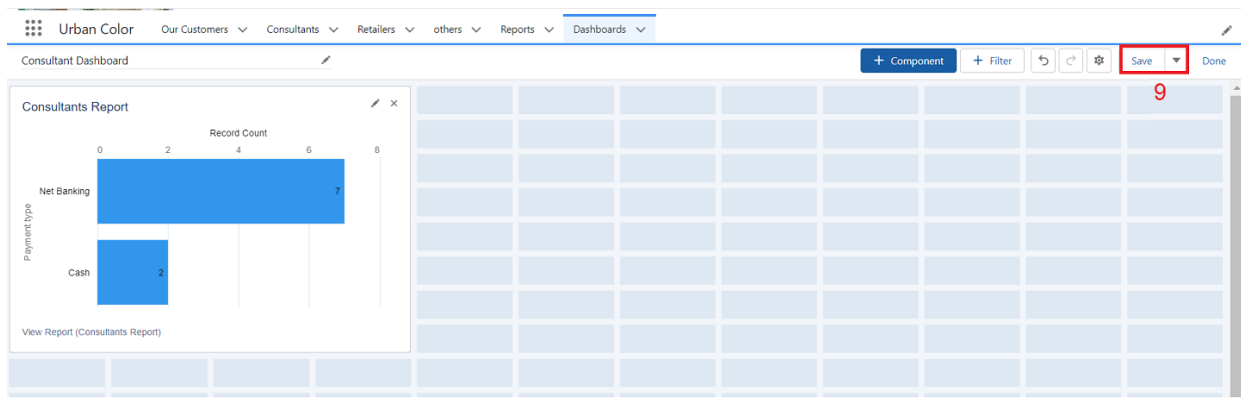 Urban Color Our Customers Consultants Retailers others Reports Dashboards
Consultant Dashboard + Component + Filter Save Done
9
Consultants Report
Record Count
0 2 4 6 8
Net Banking 7
Payment type
Cash 2
View Report (Consultants Report)